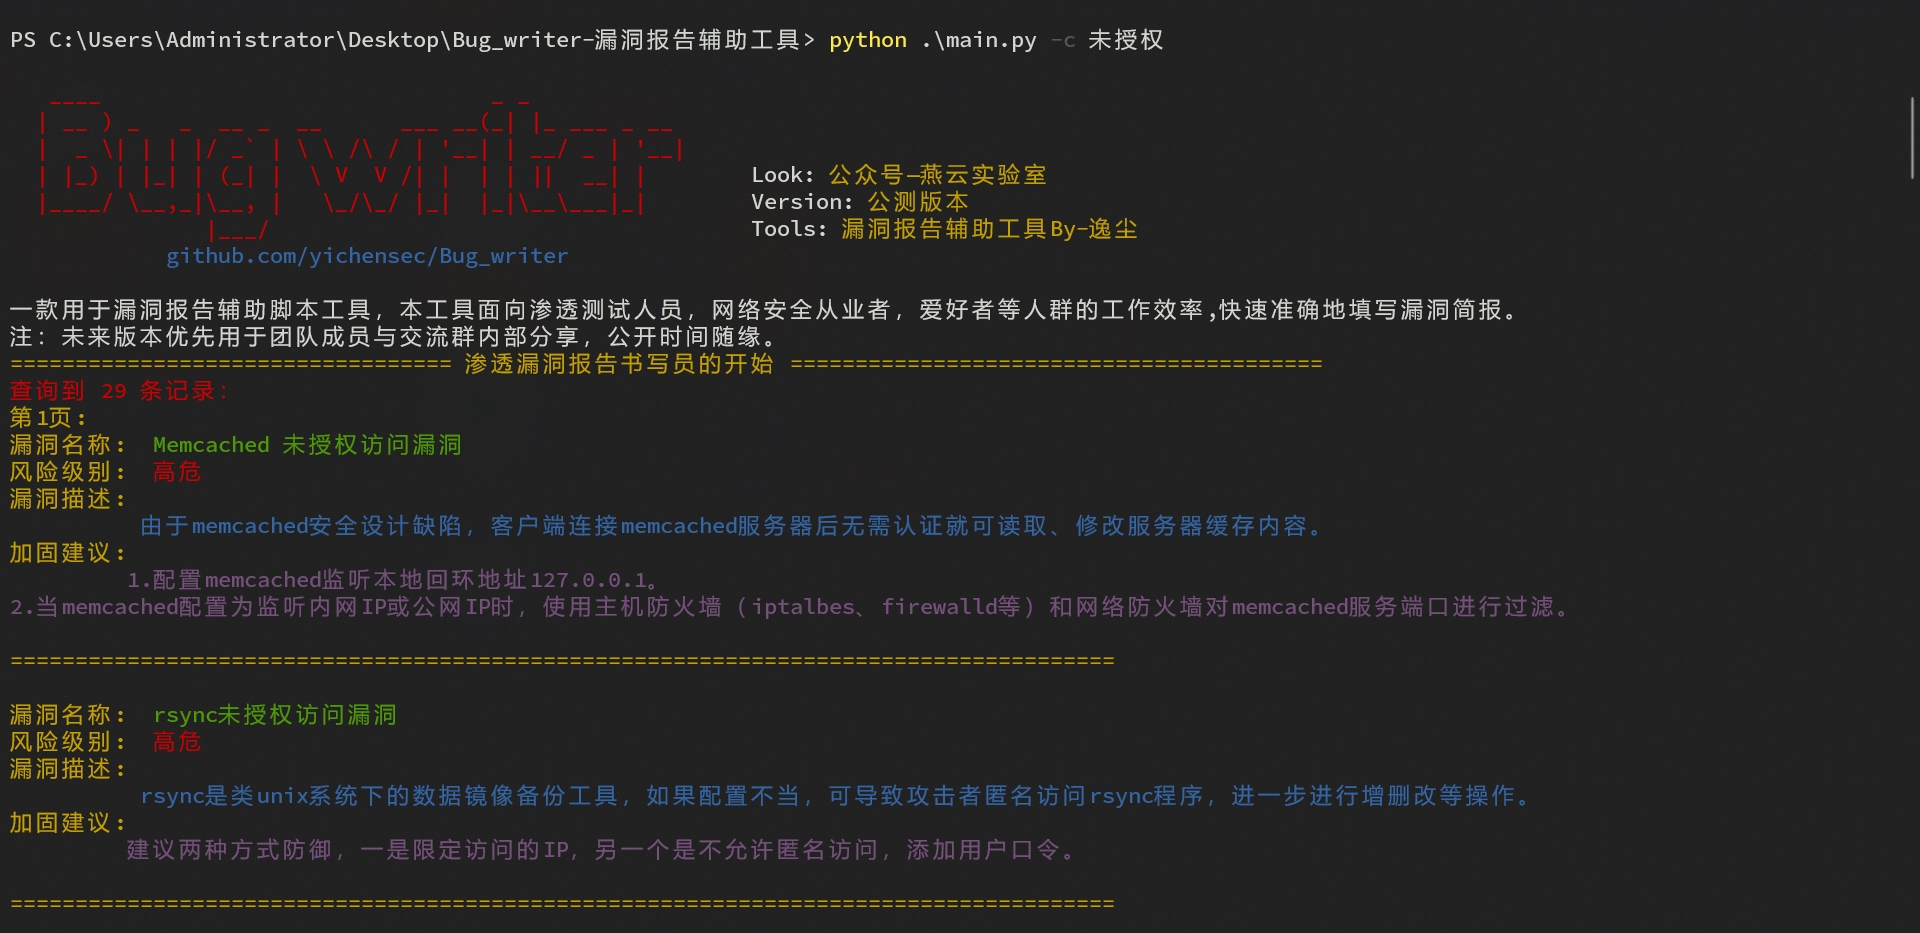 PS C:\Users\Administrator\Desktop\Bug_writer-漏洞报告辅助工具> python .\main.py -c 未授权
Bug_writer
Look: 公众号—燕云实验室
Version: 公测版本
Tools: 漏洞报告辅助工具By-逸尘
github.com/yichensec/Bug_writer
一款用于漏洞报告辅助脚本工具，本工具面向渗透测试人员，网络安全从业者，爱好者等人群的工作效率,快速准确地填写漏洞简报。
注：未来版本优先用于团队成员与交流群内部分享，公开时间随缘。
================================== 渗透漏洞报告书写员的开始 =========================================
查询到 29 条记录：
第1页：
漏洞名称： Memcached 未授权访问漏洞
风险级别： 高危
漏洞描述：
由于memcached安全设计缺陷，客户端连接memcached服务器后无需认证就可读取、修改服务器缓存内容。
加固建议：
1.配置memcached监听本地回环地址127.0.0.1。
2.当memcached配置为监听内网IP或公网IP时，使用主机防火墙（iptalbes、firewalld等）和网络防火墙对memcached服务端口进行过滤。
=====================================================================================
漏洞名称： rsync未授权访问漏洞
风险级别： 高危
漏洞描述：
rsync是类unix系统下的数据镜像备份工具，如果配置不当，可导致攻击者匿名访问rsync程序，进一步进行增删改等操作。
加固建议：
建议两种方式防御，一是限定访问的IP，另一个是不允许匿名访问，添加用户口令。
=====================================================================================